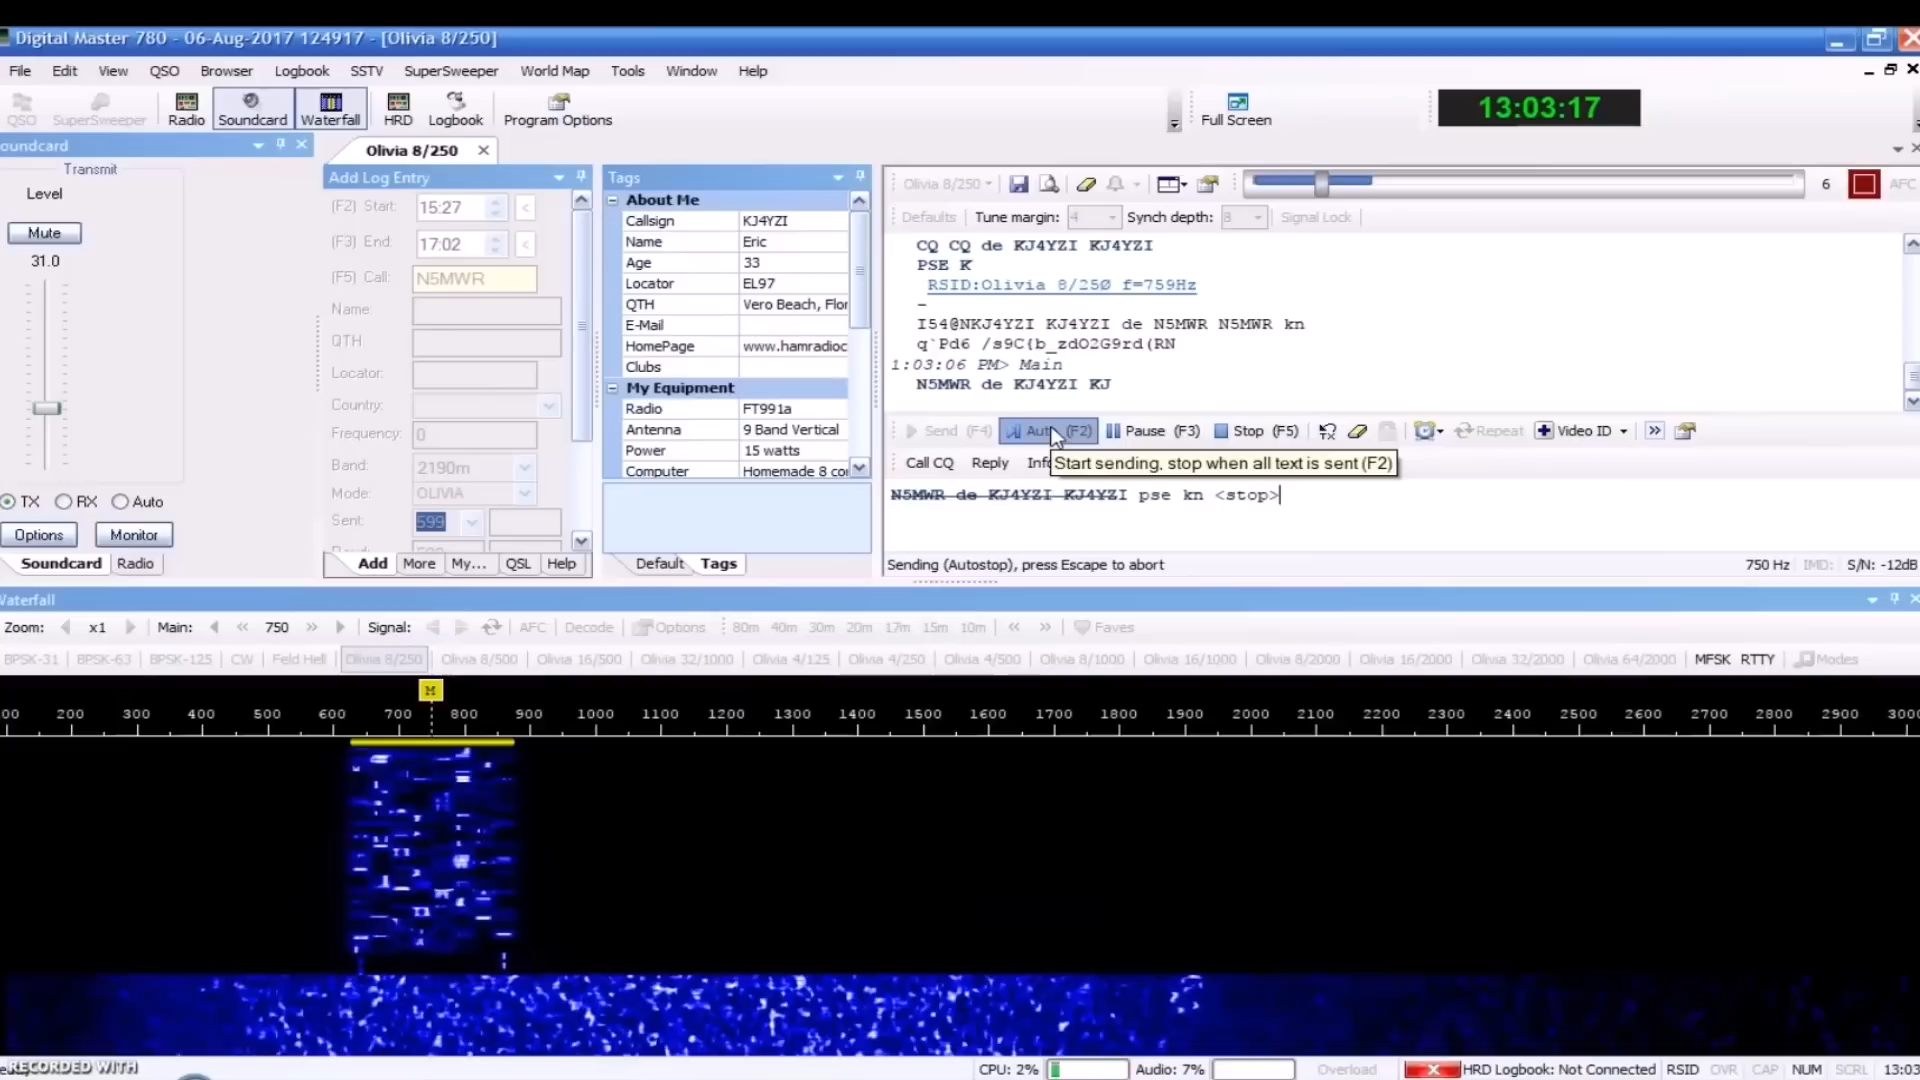 Digital Master 780 - 06-Aug-2017 124917 - [Olivia 8/250]
File Edit View QSO Browser Logbook SSTV SuperSweeper World Map Tools Window Help
QSO SuperSweeper Radio Soundcard Waterfall HRD Logbook Program Options Full Screen 13:03:17
oundcard
Transmit
Level
Mute
31.0
TX RX Auto
Options Monitor
Soundcard Radio
Olivia 8/250
Add Log Entry
(F2) Start: 15:27 <
(F3) End: 17:02 <
(F5) Call: N5MWR
Name:
QTH
Locator:
Country:
Frequency: 0
Band: 2190m
Mode: OLIVIA
Sent: 599
Add More My... QSL Help
Tags
About Me
Callsign KJ4YZI
Name Eric
Age 33
Locator EL97
QTH Vero Beach, Flor
E-Mail
HomePage www.hamradioc
Clubs
My Equipment
Radio FT991a
Antenna 9 Band Vertical
Power 15 watts
Computer Homemade 8 cor
Default Tags
Olivia 8/250 6 AFC
Defaults Tune margin: 4 Synch depth: 8 Signal Lock
CQ CQ de KJ4YZI KJ4YZI
PSE K
RSID:Olivia 8/25Ø f=759Hz
–
I54@NKJ4YZI KJ4YZI de N5MWR N5MWR kn
q`Pd6 /s9C{b_zdO2G9rd(RN
1:03:06 PM> Main
N5MWR de KJ4YZI KJ
Send (F4) Auto (F2) Pause (F3) Stop (F5) Repeat Video ID
Call CQ Reply Inf
Start sending, stop when all text is sent (F2)
N5MWR de KJ4YZI KJ4YZI pse kn <stop>
Sending (Autostop), press Escape to abort 750 Hz IMD: S/N: -12dB
Waterfall
Zoom: x1 Main: 750 Signal: AFC Decode Options 80m 40m 30m 20m 17m 15m 10m Faves
BPSK-31 BPSK-63 BPSK-125 CW Feld Hell Olivia 8/250 Olivia 8/500 Olivia 16/500 Olivia 32/1000 Olivia 4/125 Olivia 4/250 Olivia 4/500 Olivia 8/1000 Olivia 16/1000 Olivia 8/2000 Olivia 16/2000 Olivia 32/2000 Olivia 64/2000 MFSK RTTY Modes
M
00 200 300 400 500 600 700 800 900 1000 1100 1200 1300 1400 1500 1600 1700 1800 1900 2000 2100 2200 2300 2400 2500 2600 2700 2800 2900 3000
RECORDED WITH
CPU: 2% Audio: 7% Overload HRD Logbook: Not Connected RSID OVR CAP NUM SCRL 13:03